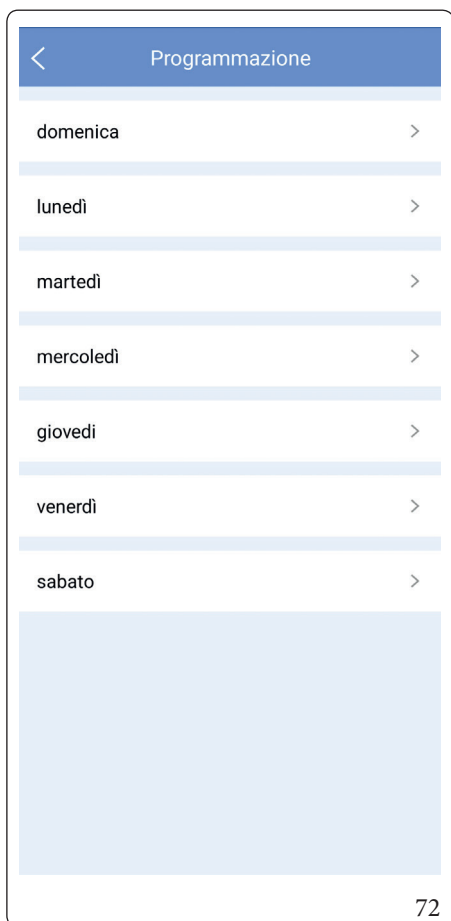 Programmazione
domenica
lunedì
martedì
mercoledì
giovedi
venerdì
sabato
72